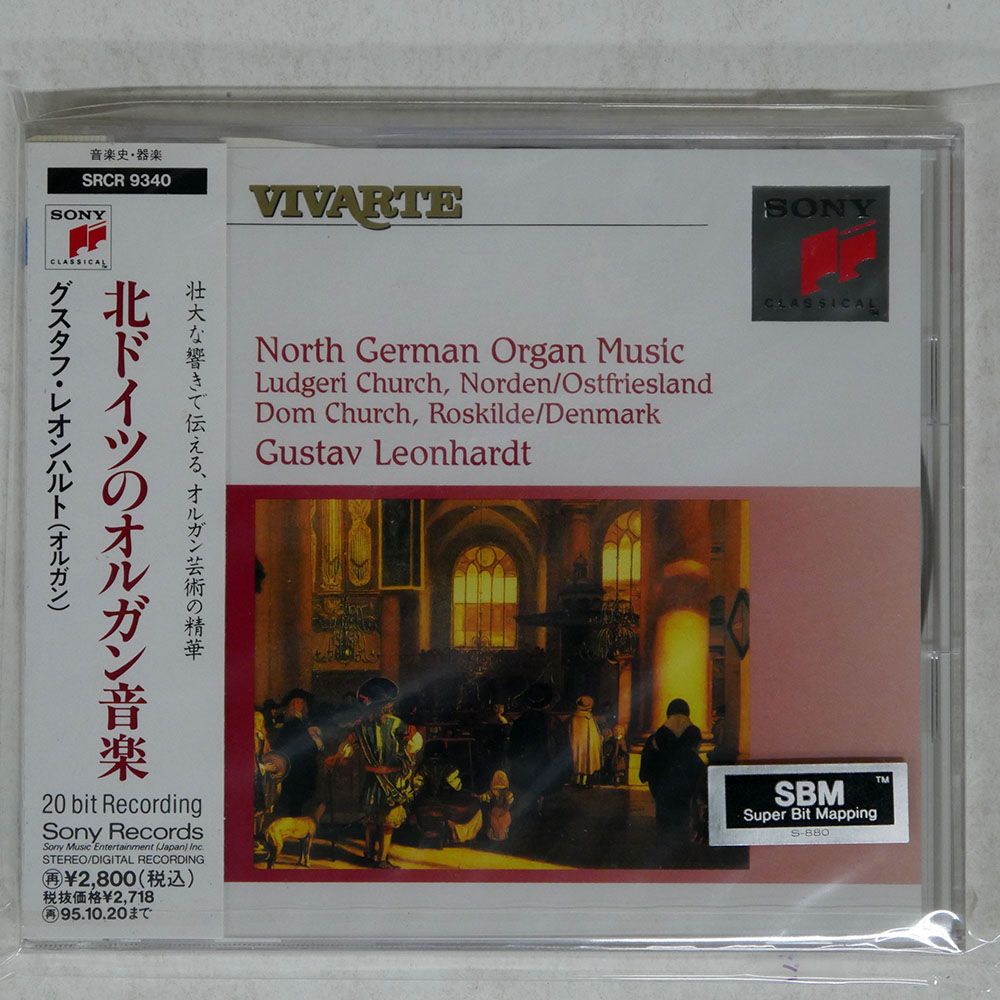 音楽史・器楽
SRCR 9340
SONY
CLASSICAL
壮大な響きで伝える、オルガン芸術の精華
北ドイツのオルガン音楽
グスタフ・レオンハルト(オルガン)
20 bit Recording
Sony Records
Sony Music Entertainment (Japan) Inc.
STEREO/DIGITAL RECORDING
再¥2,800(税込)
税抜価格¥2,718
再95.10.20まで
VIVARTE
SONY
CLASSICAL
North German Organ Music
Ludgeri Church, Norden/Ostfriesland
Dom Church, Roskilde/Denmark
Gustav Leonhardt
SBM™
Super Bit Mapping
S-880